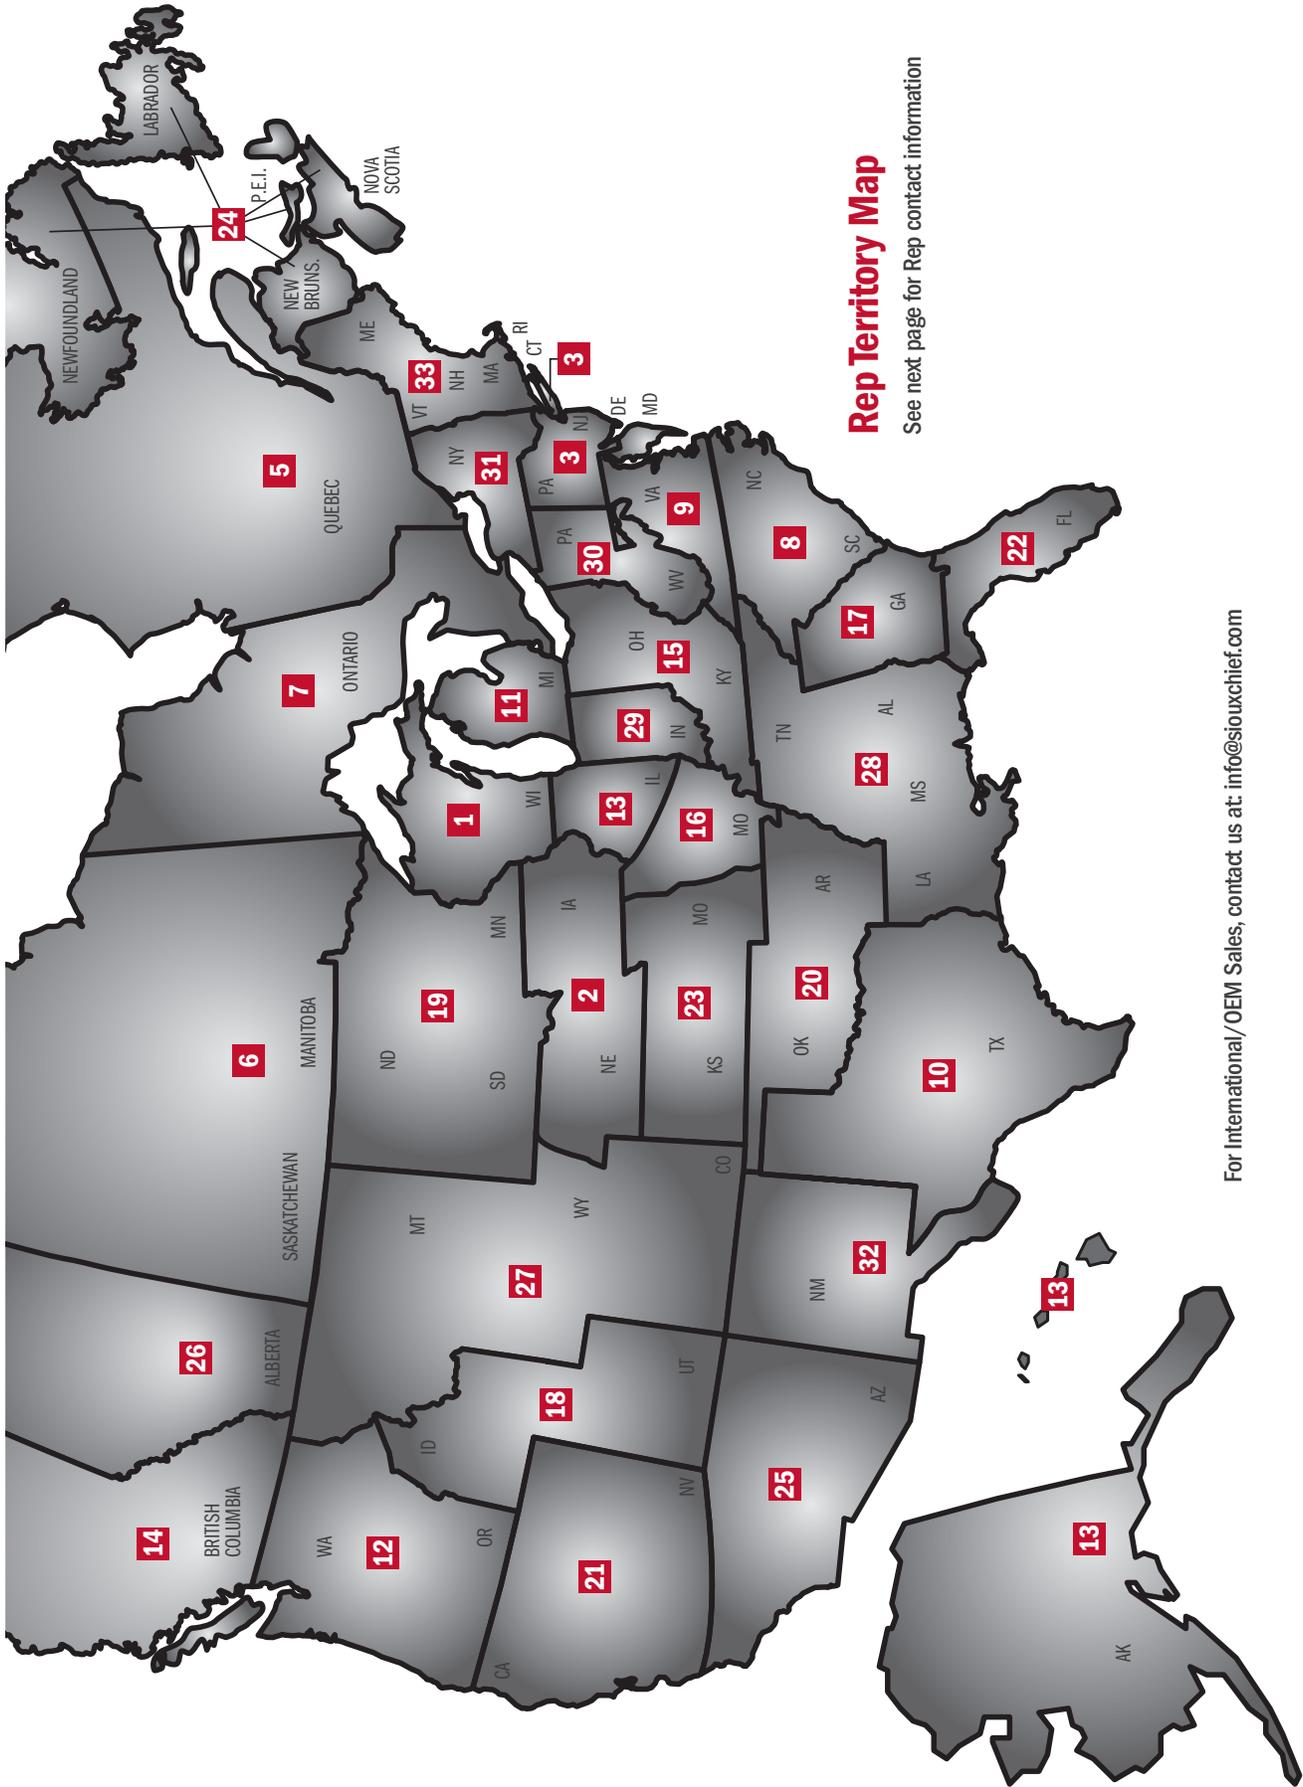 Rep Territory Map
See next page for Rep contact information
14
BRITISH
COLUMBIA
26
ALBERTA
6
SASKATCHEWAN
MANITOBA
7
ONTARIO
5
QUEBEC
NEWFOUNDLAND
LABRADOR
24
P.E.I.
NEW
BRUNS.
NOVA
SCOTIA
WA
12
OR
ID
18
UT
MT
27
WY
CO
ND
19
SD
MN
1
WI
11
MI
ME
33
VT
NH
MA
CT
RI
3
NY
31
PA
3
NJ
DE
MD
PA
30
WV
VA
9
CA
21
NV
NE
2
IA
13
IL
29
IN
OH
15
KY
KS
23
MO
16
MO
25
AZ
NM
32
OK
20
AR
TN
28
MS
AL
LA
NC
8
SC
17
GA
22
FL
10
TX
AK
13
13
For International/OEM Sales, contact us at: info@siouxchief.com